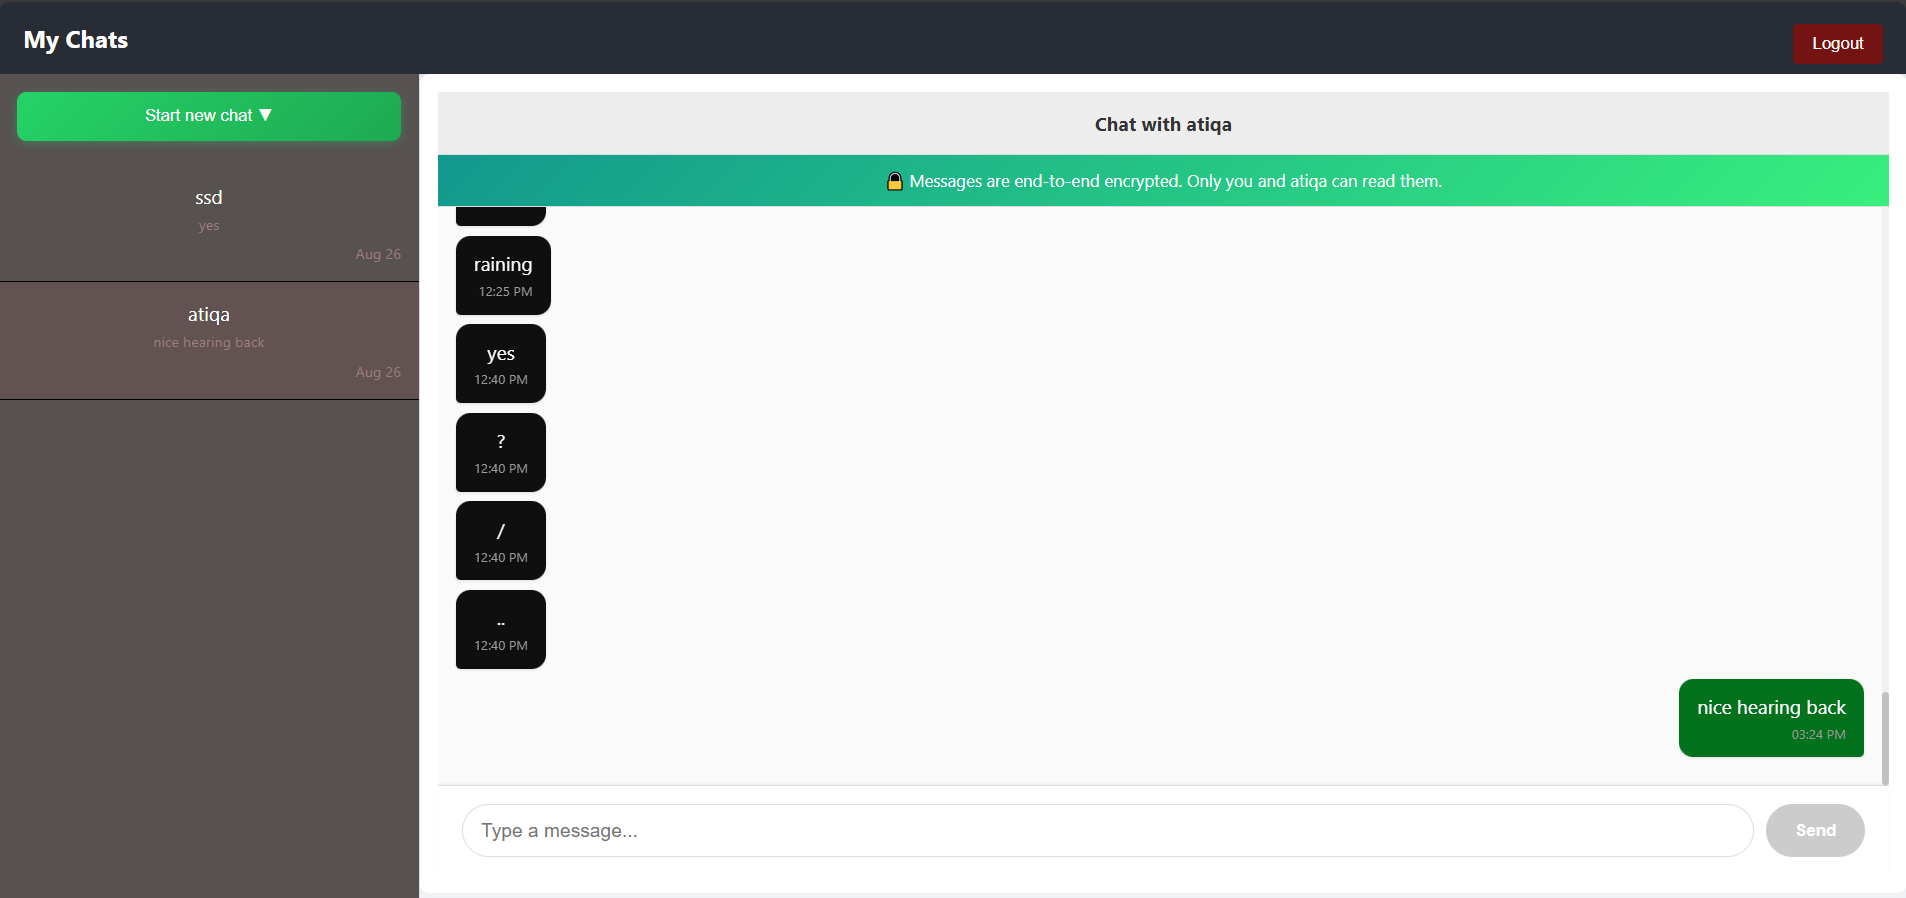 My Chats
Logout
Start new chat ▼
ssd
yes
Aug 26
atiqa
nice hearing back
Aug 26
Chat with atiqa
🔒 Messages are end-to-end encrypted. Only you and atiqa can read them.
raining
12:25 PM
yes
12:40 PM
?
12:40 PM
/
12:40 PM
..
12:40 PM
nice hearing back
03:24 PM
Type a message...
Send